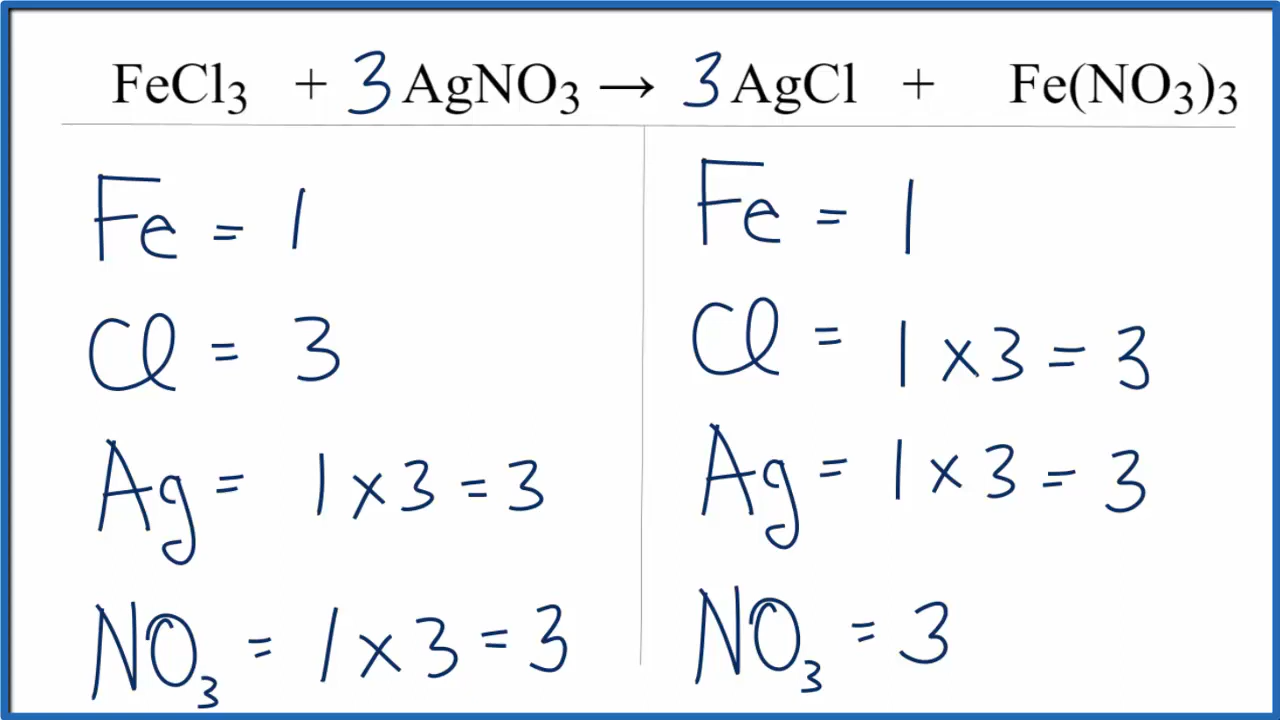 FeCl₃ + 3 AgNO₃ → 3 AgCl + Fe(NO₃)₃
Fe = 1
Cl = 3
Ag = 1 x 3 = 3
NO₃ = 1 x 3 = 3
Fe = 1
Cl = 1 x 3 = 3
Ag = 1 x 3 = 3
NO₃ = 3